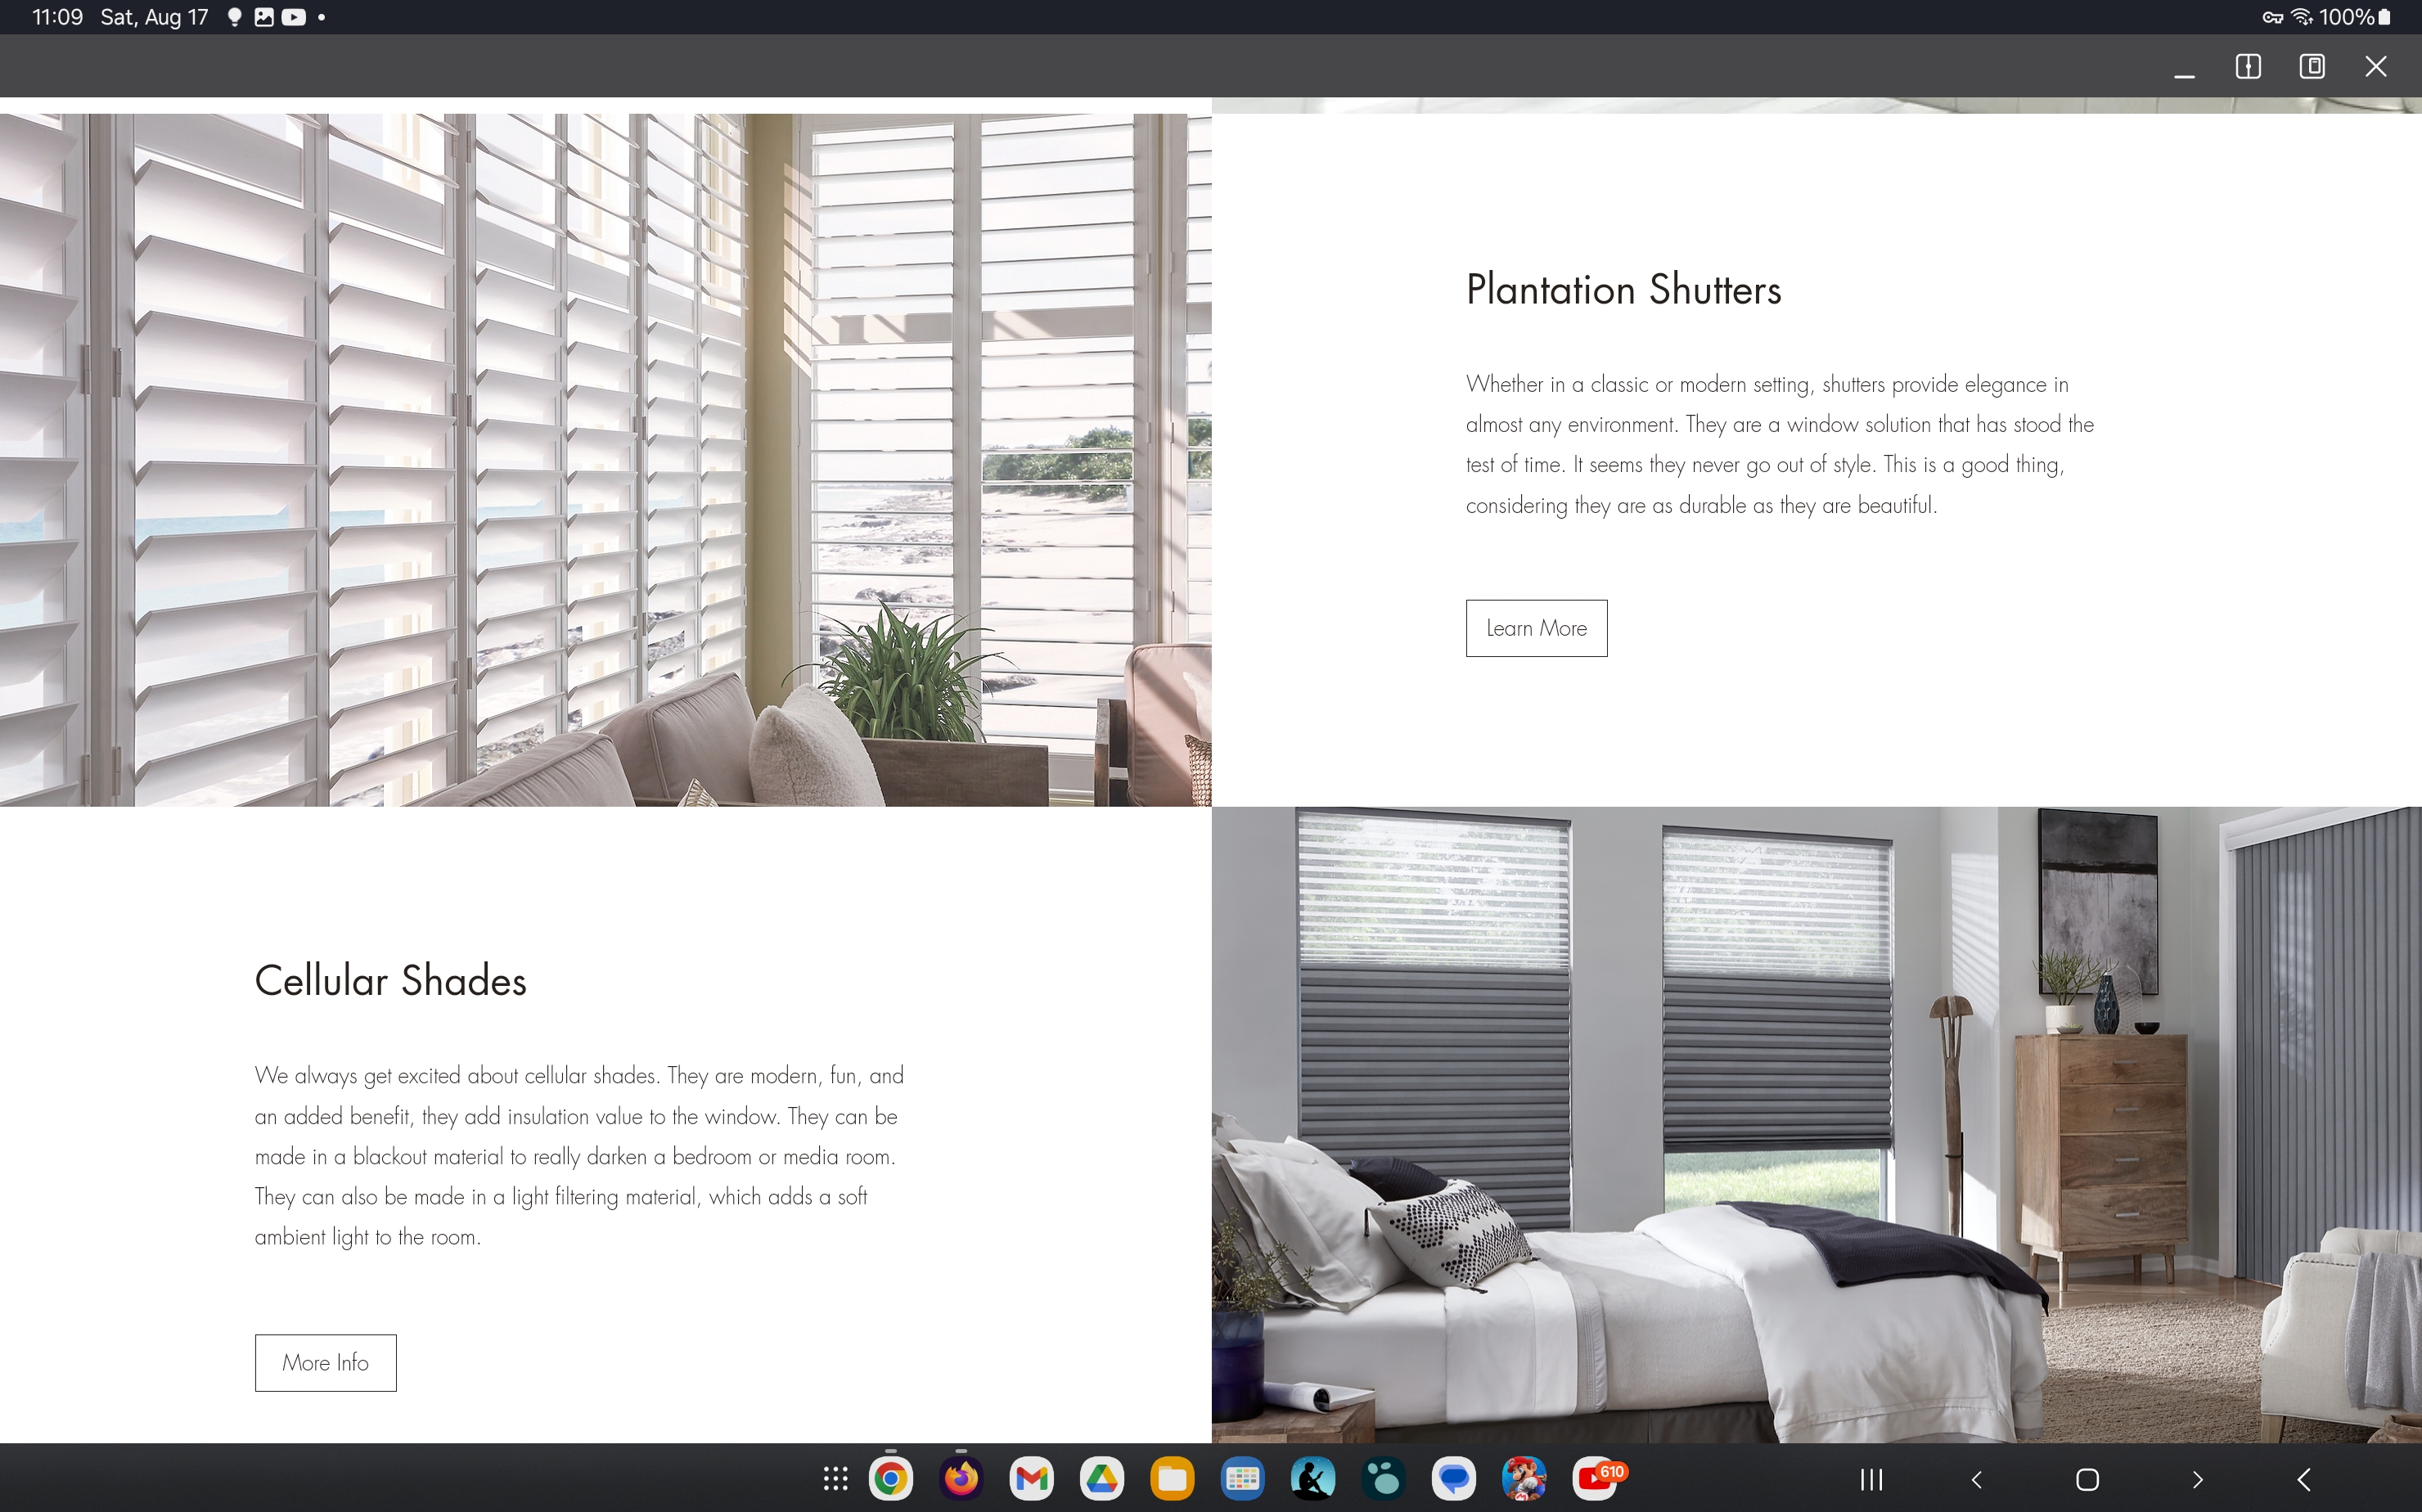 11:09 Sat, Aug 17
100%
Plantation Shutters
Whether in a classic or modern setting, shutters provide elegance in
almost any environment. They are a window solution that has stood the
test of time. It seems they never go out of style. This is a good thing,
considering they are as durable as they are beautiful.
Learn More
Cellular Shades
We always get excited about cellular shades. They are modern, fun, and
an added benefit, they add insulation value to the window. They can be
made in a blackout material to really darken a bedroom or media room.
They can also be made in a light filtering material, which adds a soft
ambient light to the room.
More Info
610